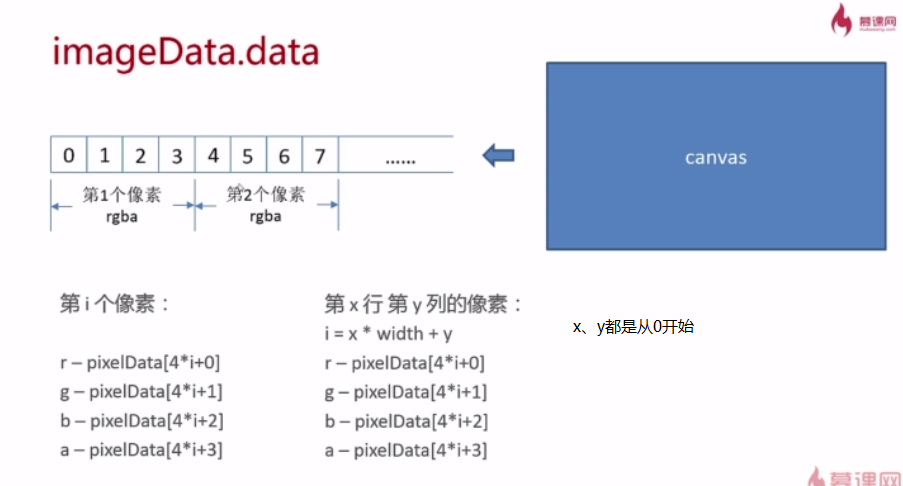 慕课网
imageData.data
0 1 2 3 4 5 6 7 ......
canvas
第1个像素 第2个像素
rgba rgba
第 i 个像素：
r – pixelData[4*i+0]
g – pixelData[4*i+1]
b – pixelData[4*i+2]
a – pixelData[4*i+3]
第 x 行 第 y 列的像素：
i = x * width + y
r – pixelData[4*i+0]
g – pixelData[4*i+1]
b – pixelData[4*i+2]
a – pixelData[4*i+3]
x、y都是从0开始
慕课网